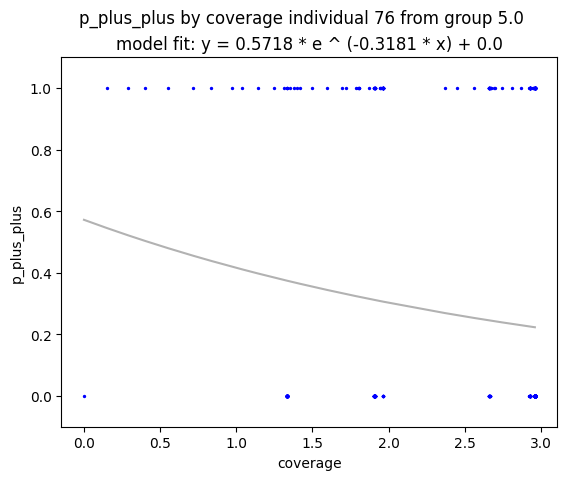 p_plus_plus by coverage individual 76 from group 5.0
model fit: y = 0.5718 * e ^ (-0.3181 * x) + 0.0
1.0
0.8
0.6
0.4
0.2
0.0
p_plus_plus
0.0 0.5 1.0 1.5 2.0 2.5 3.0
coverage